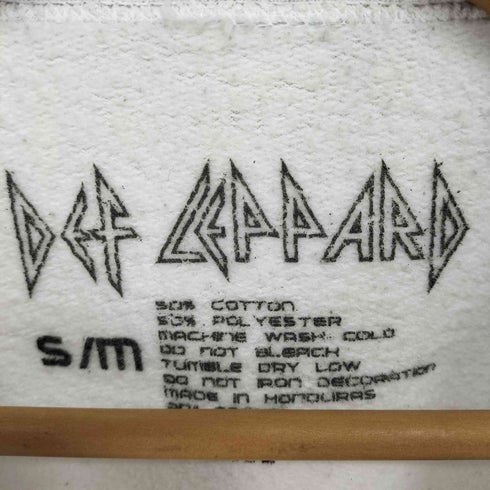 DEF LEPPARD
S/M
50% COTTON
50% POLYESTER
MACHINE WASH COLD
DO NOT BLEACH
TUMBLE DRY LOW
DO NOT IRON DECORATION
MADE IN HONDURAS